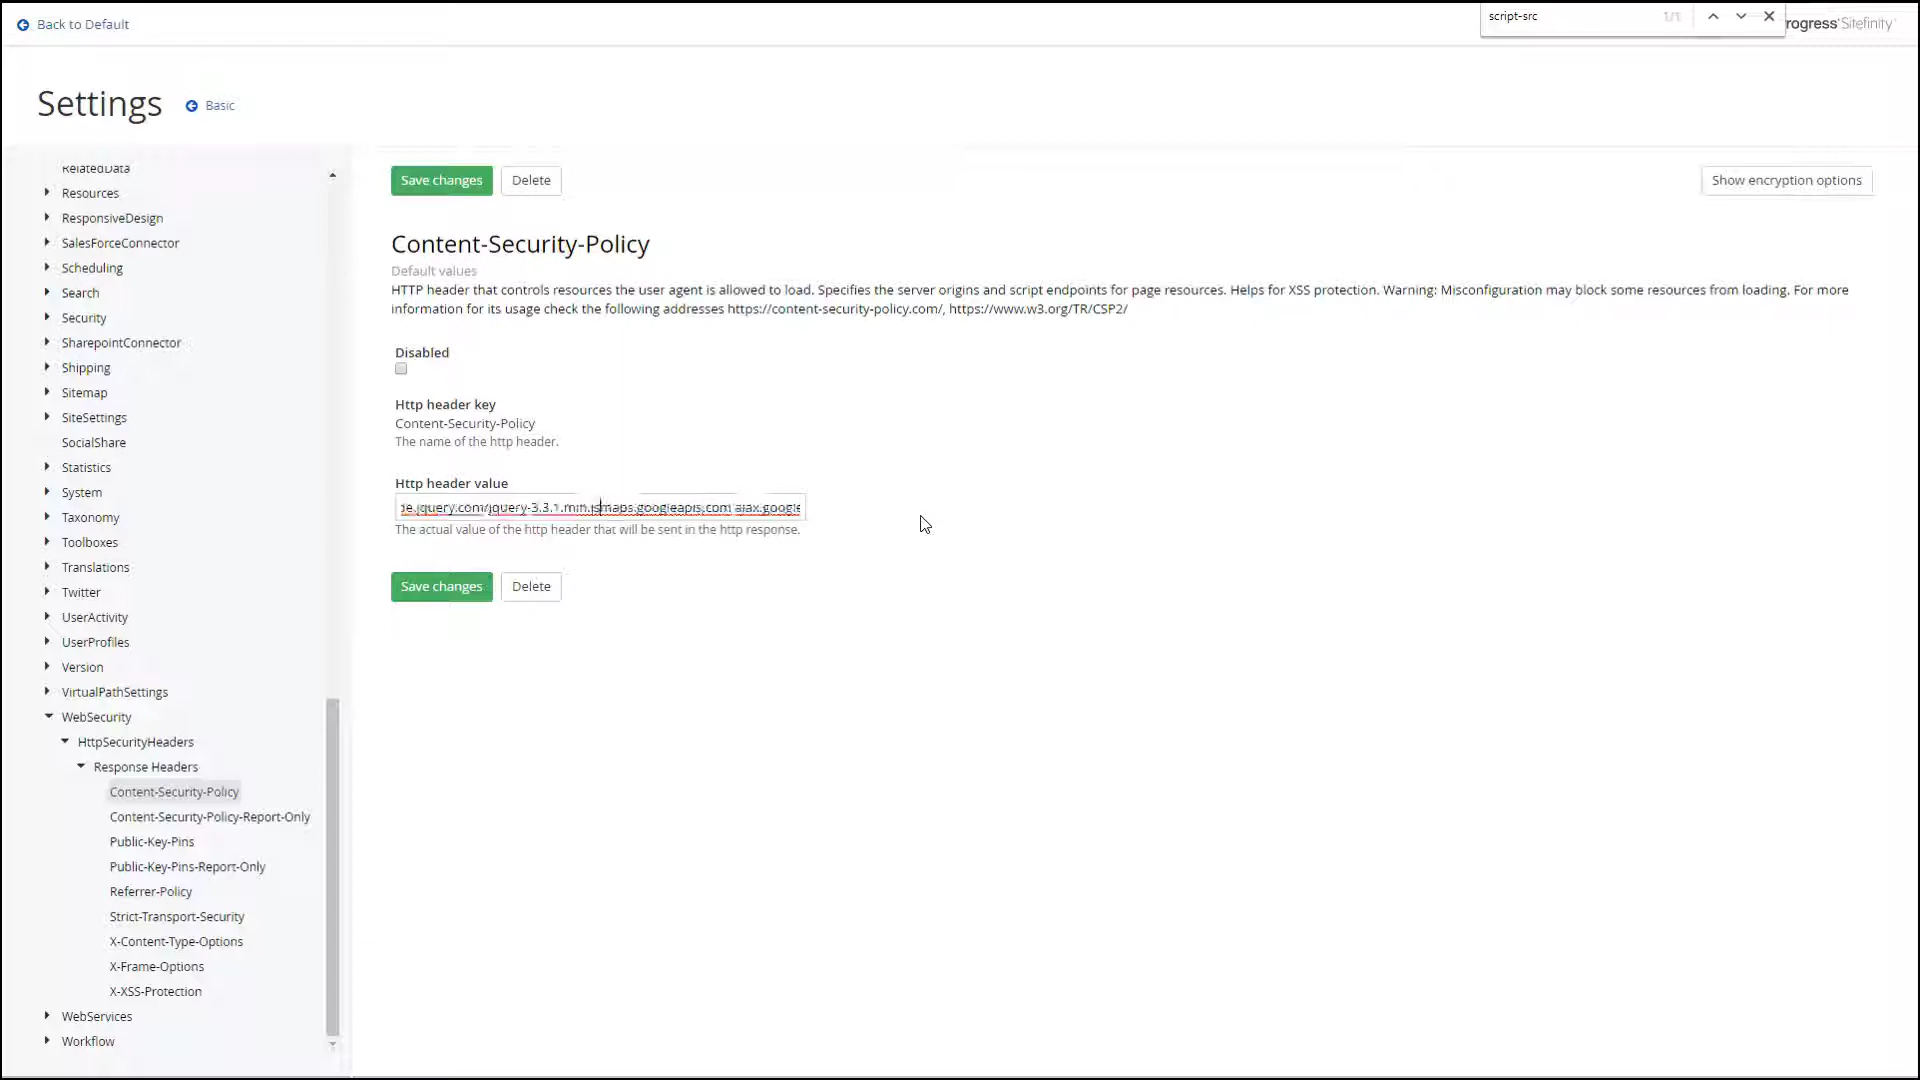 Back to Default
script-src
1/1
rogress Sitefinity
Settings
Basic
RelatedData
Resources
ResponsiveDesign
SalesForceConnector
Scheduling
Search
Security
SharepointConnector
Shipping
Sitemap
SiteSettings
SocialShare
Statistics
System
Taxonomy
Toolboxes
Translations
Twitter
UserActivity
UserProfiles
Version
VirtualPathSettings
WebSecurity
HttpSecurityHeaders
Response Headers
Content-Security-Policy
Content-Security-Policy-Report-Only
Public-Key-Pins
Public-Key-Pins-Report-Only
Referrer-Policy
Strict-Transport-Security
X-Content-Type-Options
X-Frame-Options
X-XSS-Protection
WebServices
Workflow
Save changes
Delete
Show encryption options
Content-Security-Policy
Default values
HTTP header that controls resources the user agent is allowed to load. Specifies the server origins and script endpoints for page resources. Helps for XSS protection. Warning: Misconfiguration may block some resources from loading. For more
information for its usage check the following addresses https://content-security-policy.com/, https://www.w3.org/TR/CSP2/
Disabled
Http header key
Content-Security-Policy
The name of the http header.
Http header value
de.jquery.com/jquery-3.3.1.min.jsmaps.googleapis.com ajax.google
The actual value of the http header that will be sent in the http response.
Save changes
Delete